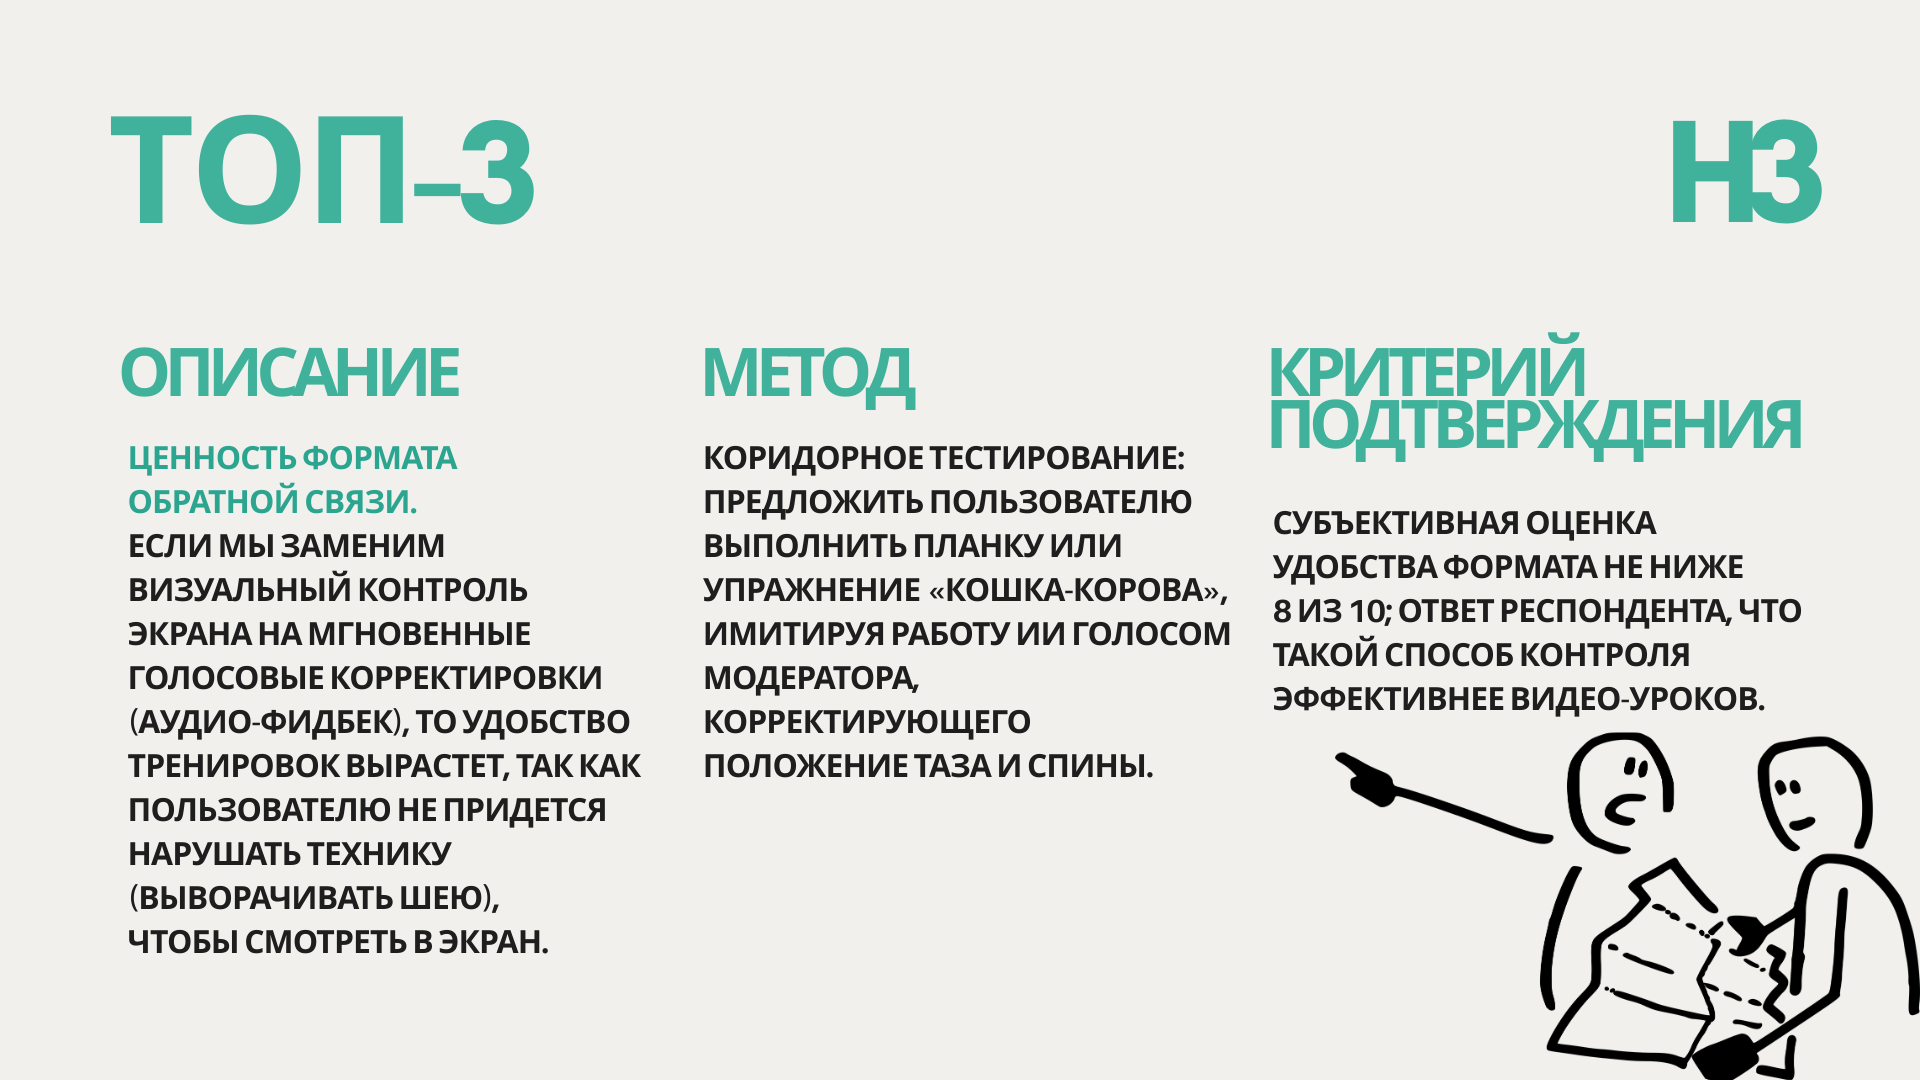 ТОП-3
Н3
ОПИСАНИЕ
ЦЕННОСТЬ ФОРМАТА
ОБРАТНОЙ СВЯЗИ.
ЕСЛИ МЫ ЗАМЕНИМ
ВИЗУАЛЬНЫЙ КОНТРОЛЬ
ЭКРАНА НА МГНОВЕННЫЕ
ГОЛОСОВЫЕ КОРРЕКТИРОВКИ
(АУДИО-ФИДБЕК), ТО УДОБСТВО
ТРЕНИРОВОК ВЫРАСТЕТ, ТАК КАК
ПОЛЬЗОВАТЕЛЮ НЕ ПРИДЕТСЯ
НАРУШАТЬ ТЕХНИКУ
(ВЫВОРАЧИВАТЬ ШЕЮ),
ЧТОБЫ СМОТРЕТЬ В ЭКРАН.
МЕТОД
КОРИДОРНОЕ ТЕСТИРОВАНИЕ:
ПРЕДЛОЖИТЬ ПОЛЬЗОВАТЕЛЮ
ВЫПОЛНИТЬ ПЛАНКУ ИЛИ
УПРАЖНЕНИЕ «КОШКА-КОРОВА»,
ИМИТИРУЯ РАБОТУ ИИ ГОЛОСОМ
МОДЕРАТОРА,
КОРРЕКТИРУЮЩЕГО
ПОЛОЖЕНИЕ ТАЗА И СПИНЫ.
КРИТЕРИЙ
ПОДТВЕРЖДЕНИЯ
СУБЪЕКТИВНАЯ ОЦЕНКА
УДОБСТВА ФОРМАТА НЕ НИЖЕ
8 ИЗ 10; ОТВЕТ РЕСПОНДЕНТА, ЧТО
ТАКОЙ СПОСОБ КОНТРОЛЯ
ЭФФЕКТИВНЕЕ ВИДЕО-УРОКОВ.